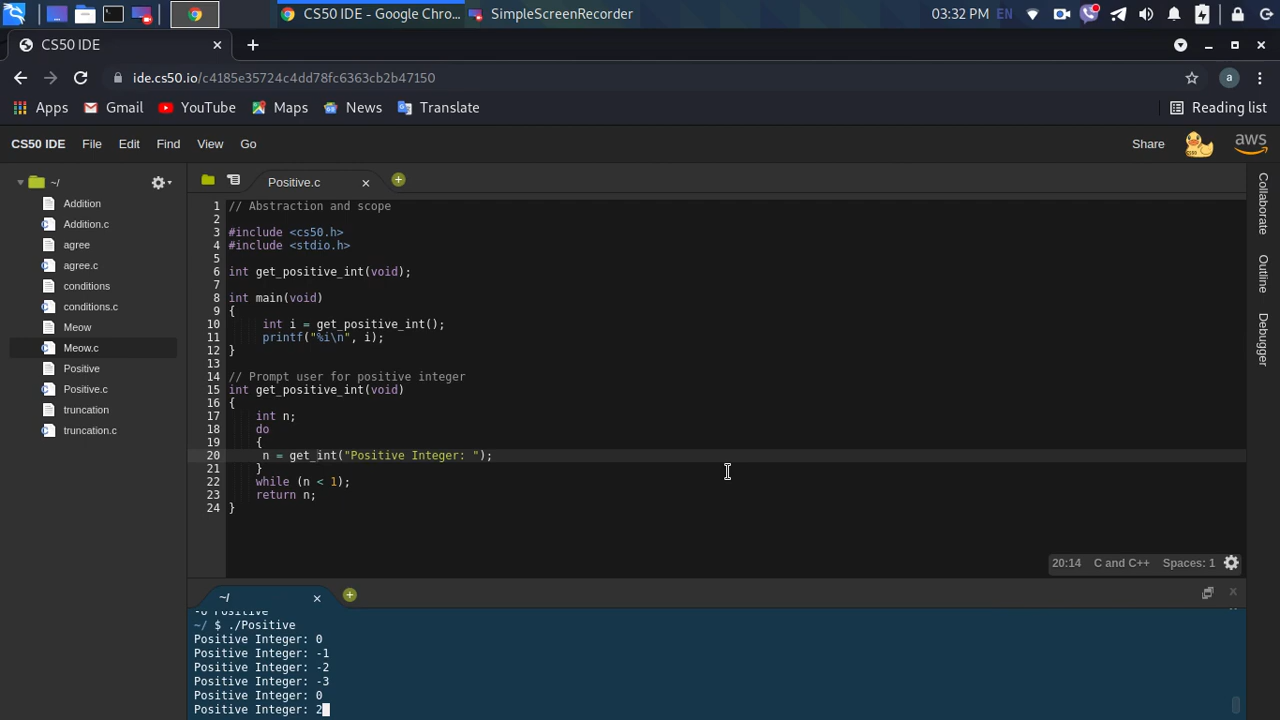 CS50 IDE - Google Chro...
SimpleScreenRecorder
03:32 PM EN
CS50 IDE
ide.cs50.io/c4185e35724c4dd78fc6363cb2b47150
a
Apps Gmail YouTube Maps News Translate Reading list
CS50 IDE File Edit Find View Go Share aws
~/
Addition
Addition.c
agree
agree.c
conditions
conditions.c
Meow
Meow.c
Positive
Positive.c
truncation
truncation.c
Positive.c
1 // Abstraction and scope
2
3 #include <cs50.h>
4 #include <stdio.h>
5
6 int get_positive_int(void);
7
8 int main(void)
9 {
10 int i = get_positive_int();
11 printf("%i\n", i);
12 }
13
14 // Prompt user for positive integer
15 int get_positive_int(void)
16 {
17 int n;
18 do
19 {
20 n = get_int("Positive Integer: ");
21 }
22 while (n < 1);
23 return n;
24 }
20:14 C and C++ Spaces: 1
Collaborate
Outline
Debugger
~/
-o Positive
~/ $ ./Positive
Positive Integer: 0
Positive Integer: -1
Positive Integer: -2
Positive Integer: -3
Positive Integer: 0
Positive Integer: 2